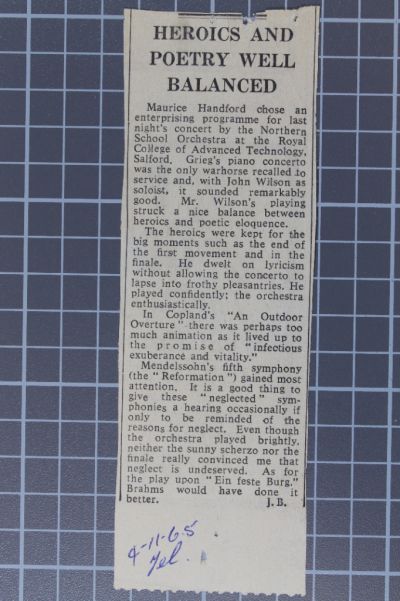 HEROICS AND
POETRY WELL
BALANCED
Maurice Handford chose an
enterprising programme for last
night's concert by the Northern
School Orchestra at the Royal
College of Advanced Technology,
Salford. Grieg's piano concerto
was the only warhorse recalled to
service and, with John Wilson as
soloist, it sounded remarkably
good. Mr. Wilson's playing
struck a nice balance between
heroics and poetic eloquence.
The heroics were kept for the
big moments such as the end of
the first movement and in the
finale. He dwelt on lyricism
without allowing the concerto to
lapse into frothy pleasantries. He
played confidently; the orchestra
enthusiastically.
In Copland's "An Outdoor
Overture" there was perhaps too
much animation as it lived up to
the promise of "infectious
exuberance and vitality."
Mendelssohn's fifth symphony
(the "Reformation") gained most
attention. It is a good thing to
give these "neglected" sym-
phonies a hearing occasionally if
only to be reminded of the
reasons for neglect. Even though
the orchestra played brightly,
neither the sunny scherzo nor the
finale really convinced me that
neglect is undeserved. As for
the play upon "Ein feste Burg,"
Brahms would have done it
better. J.B.
4-11-65
Tel.